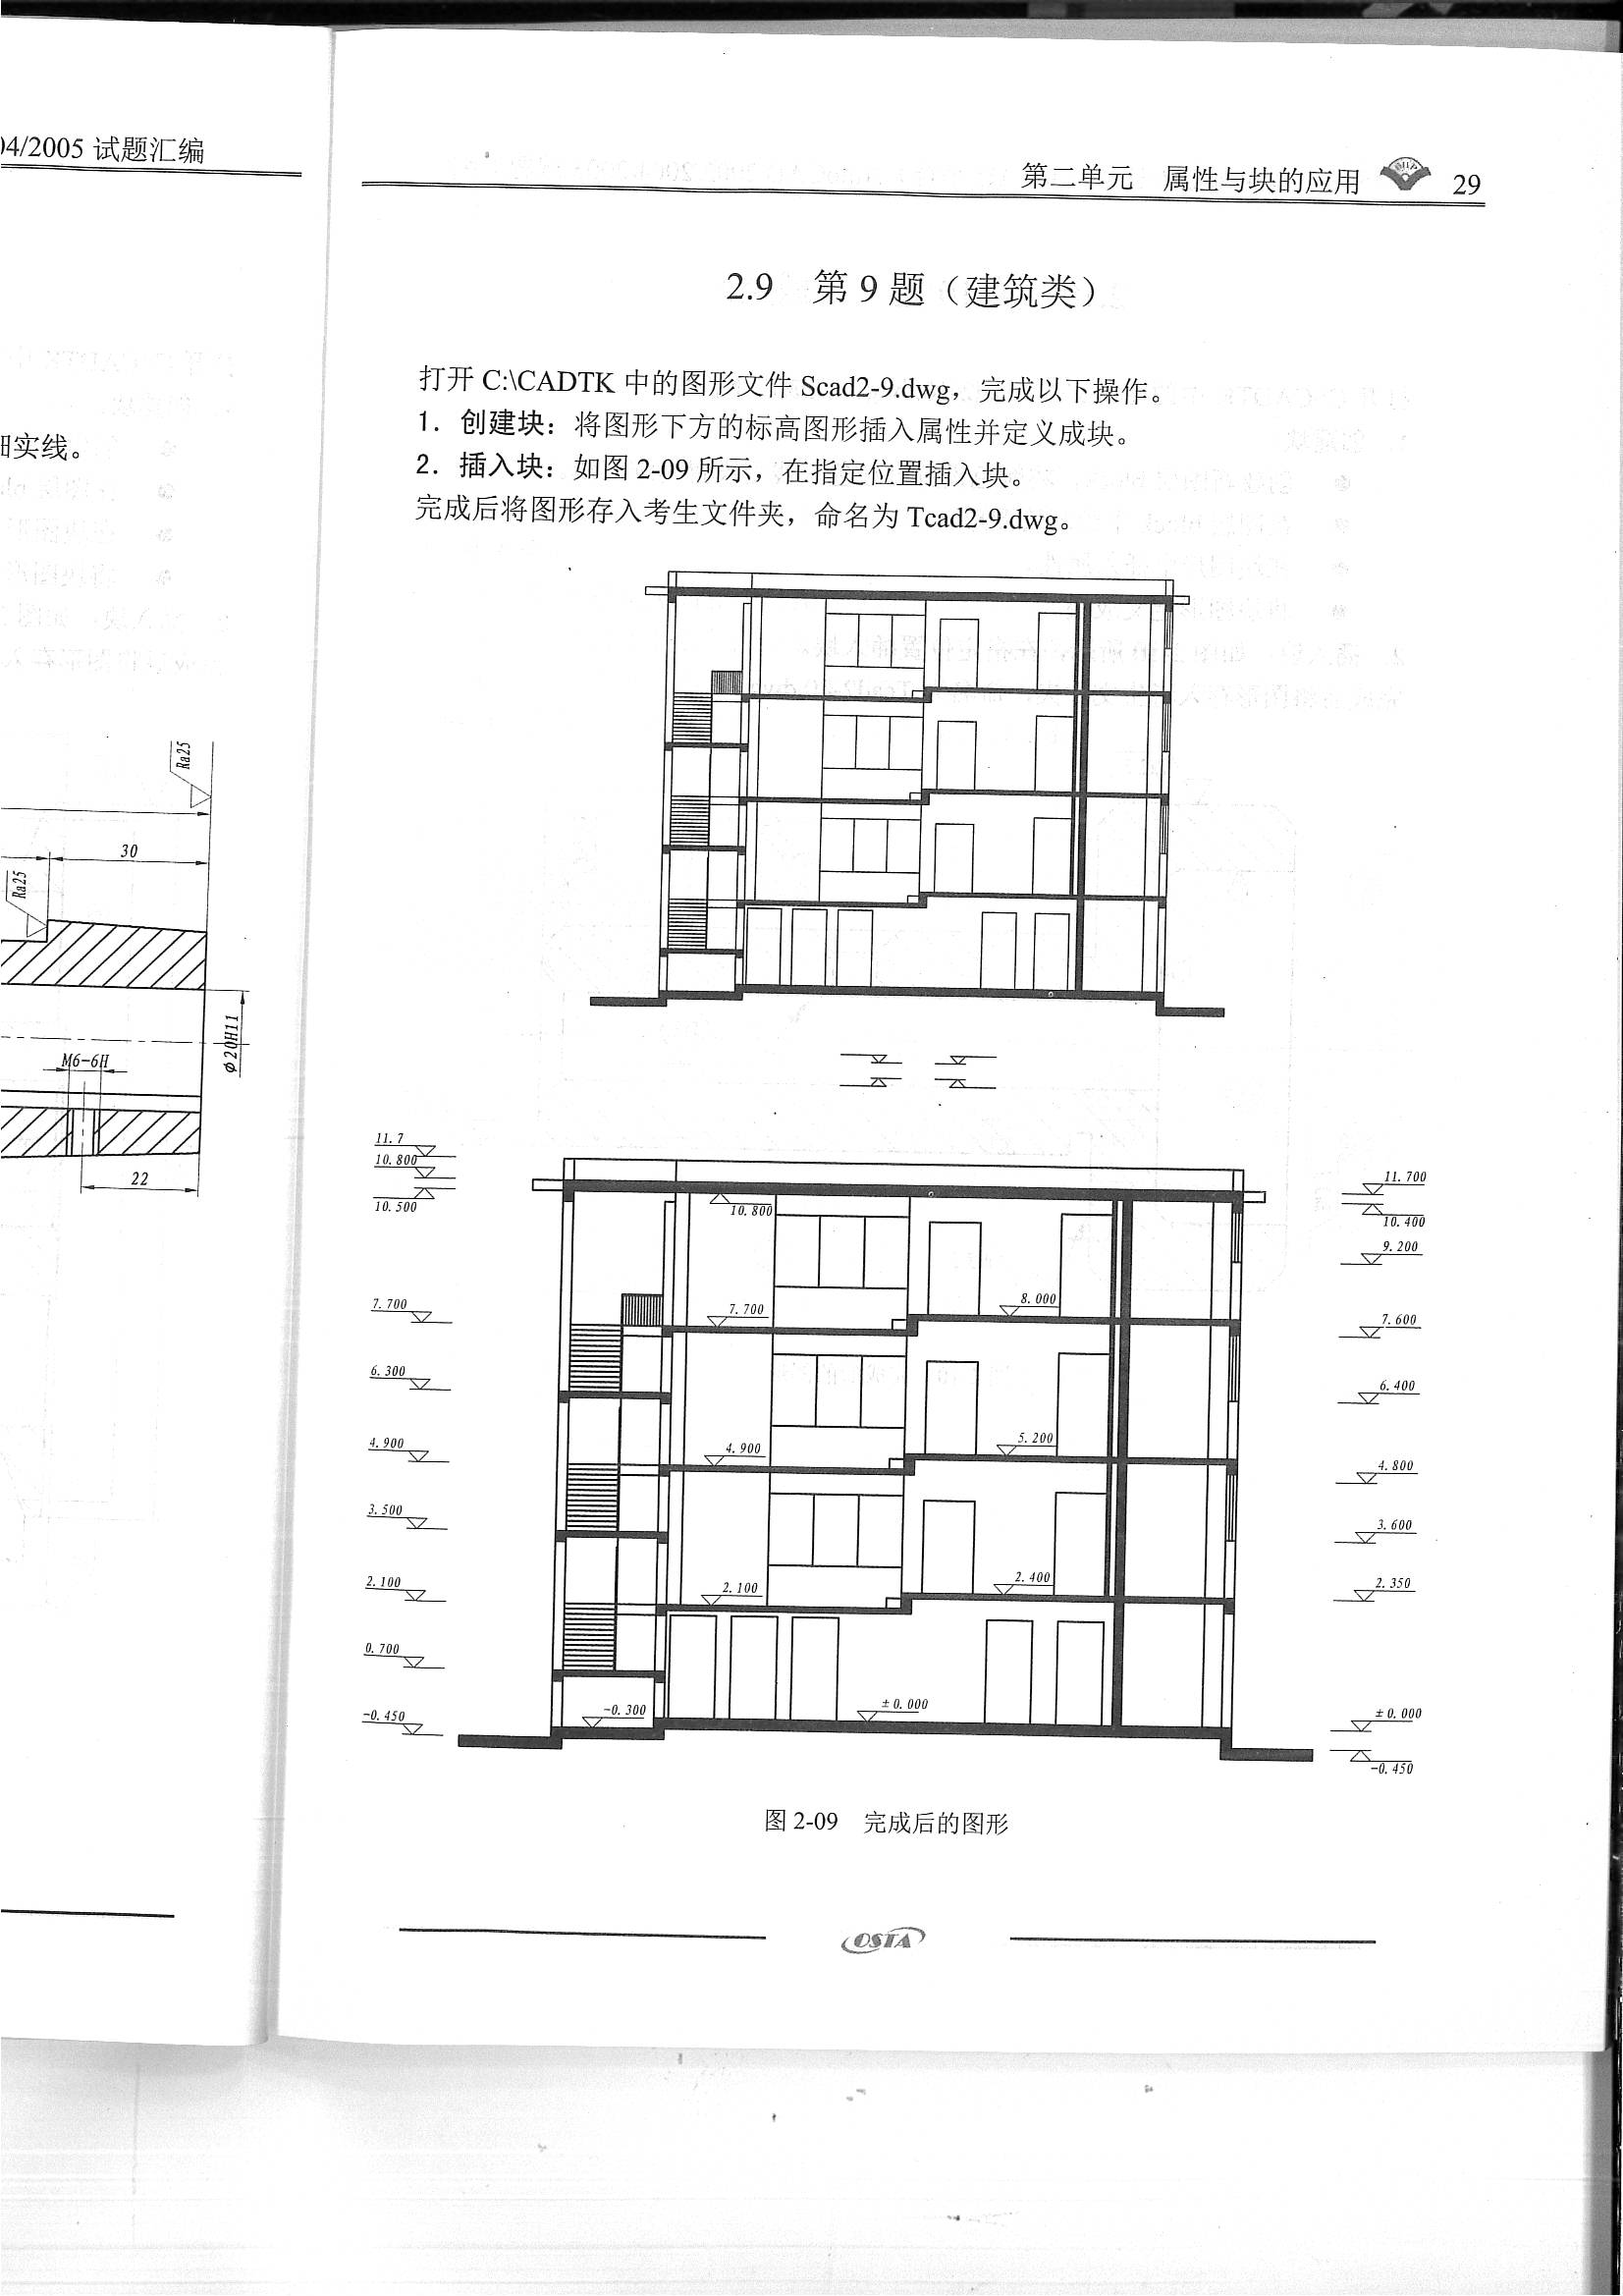 04/2005 试题汇编
细实线。
Ra25
30
Ra25
φ20H11
M6-6H
22
第二单元 属性与块的应用 29
2.9 第 9 题（建筑类）
打开 C:\CADTK 中的图形文件 Scad2-9.dwg，完成以下操作。
1．创建块：将图形下方的标高图形插入属性并定义成块。
2．插入块：如图 2-09 所示，在指定位置插入块。
完成后将图形存入考生文件夹，命名为 Tcad2-9.dwg。
11.7
10.800
10.500
7.700
6.300
4.900
3.500
2.100
0.700
-0.450
10.800
7.700
8.000
4.900
5.200
2.100
2.400
-0.300
±0.000
11.700
10.400
9.200
7.600
6.400
4.800
3.600
2.350
±0.000
-0.450
图 2-09 完成后的图形
OSTA